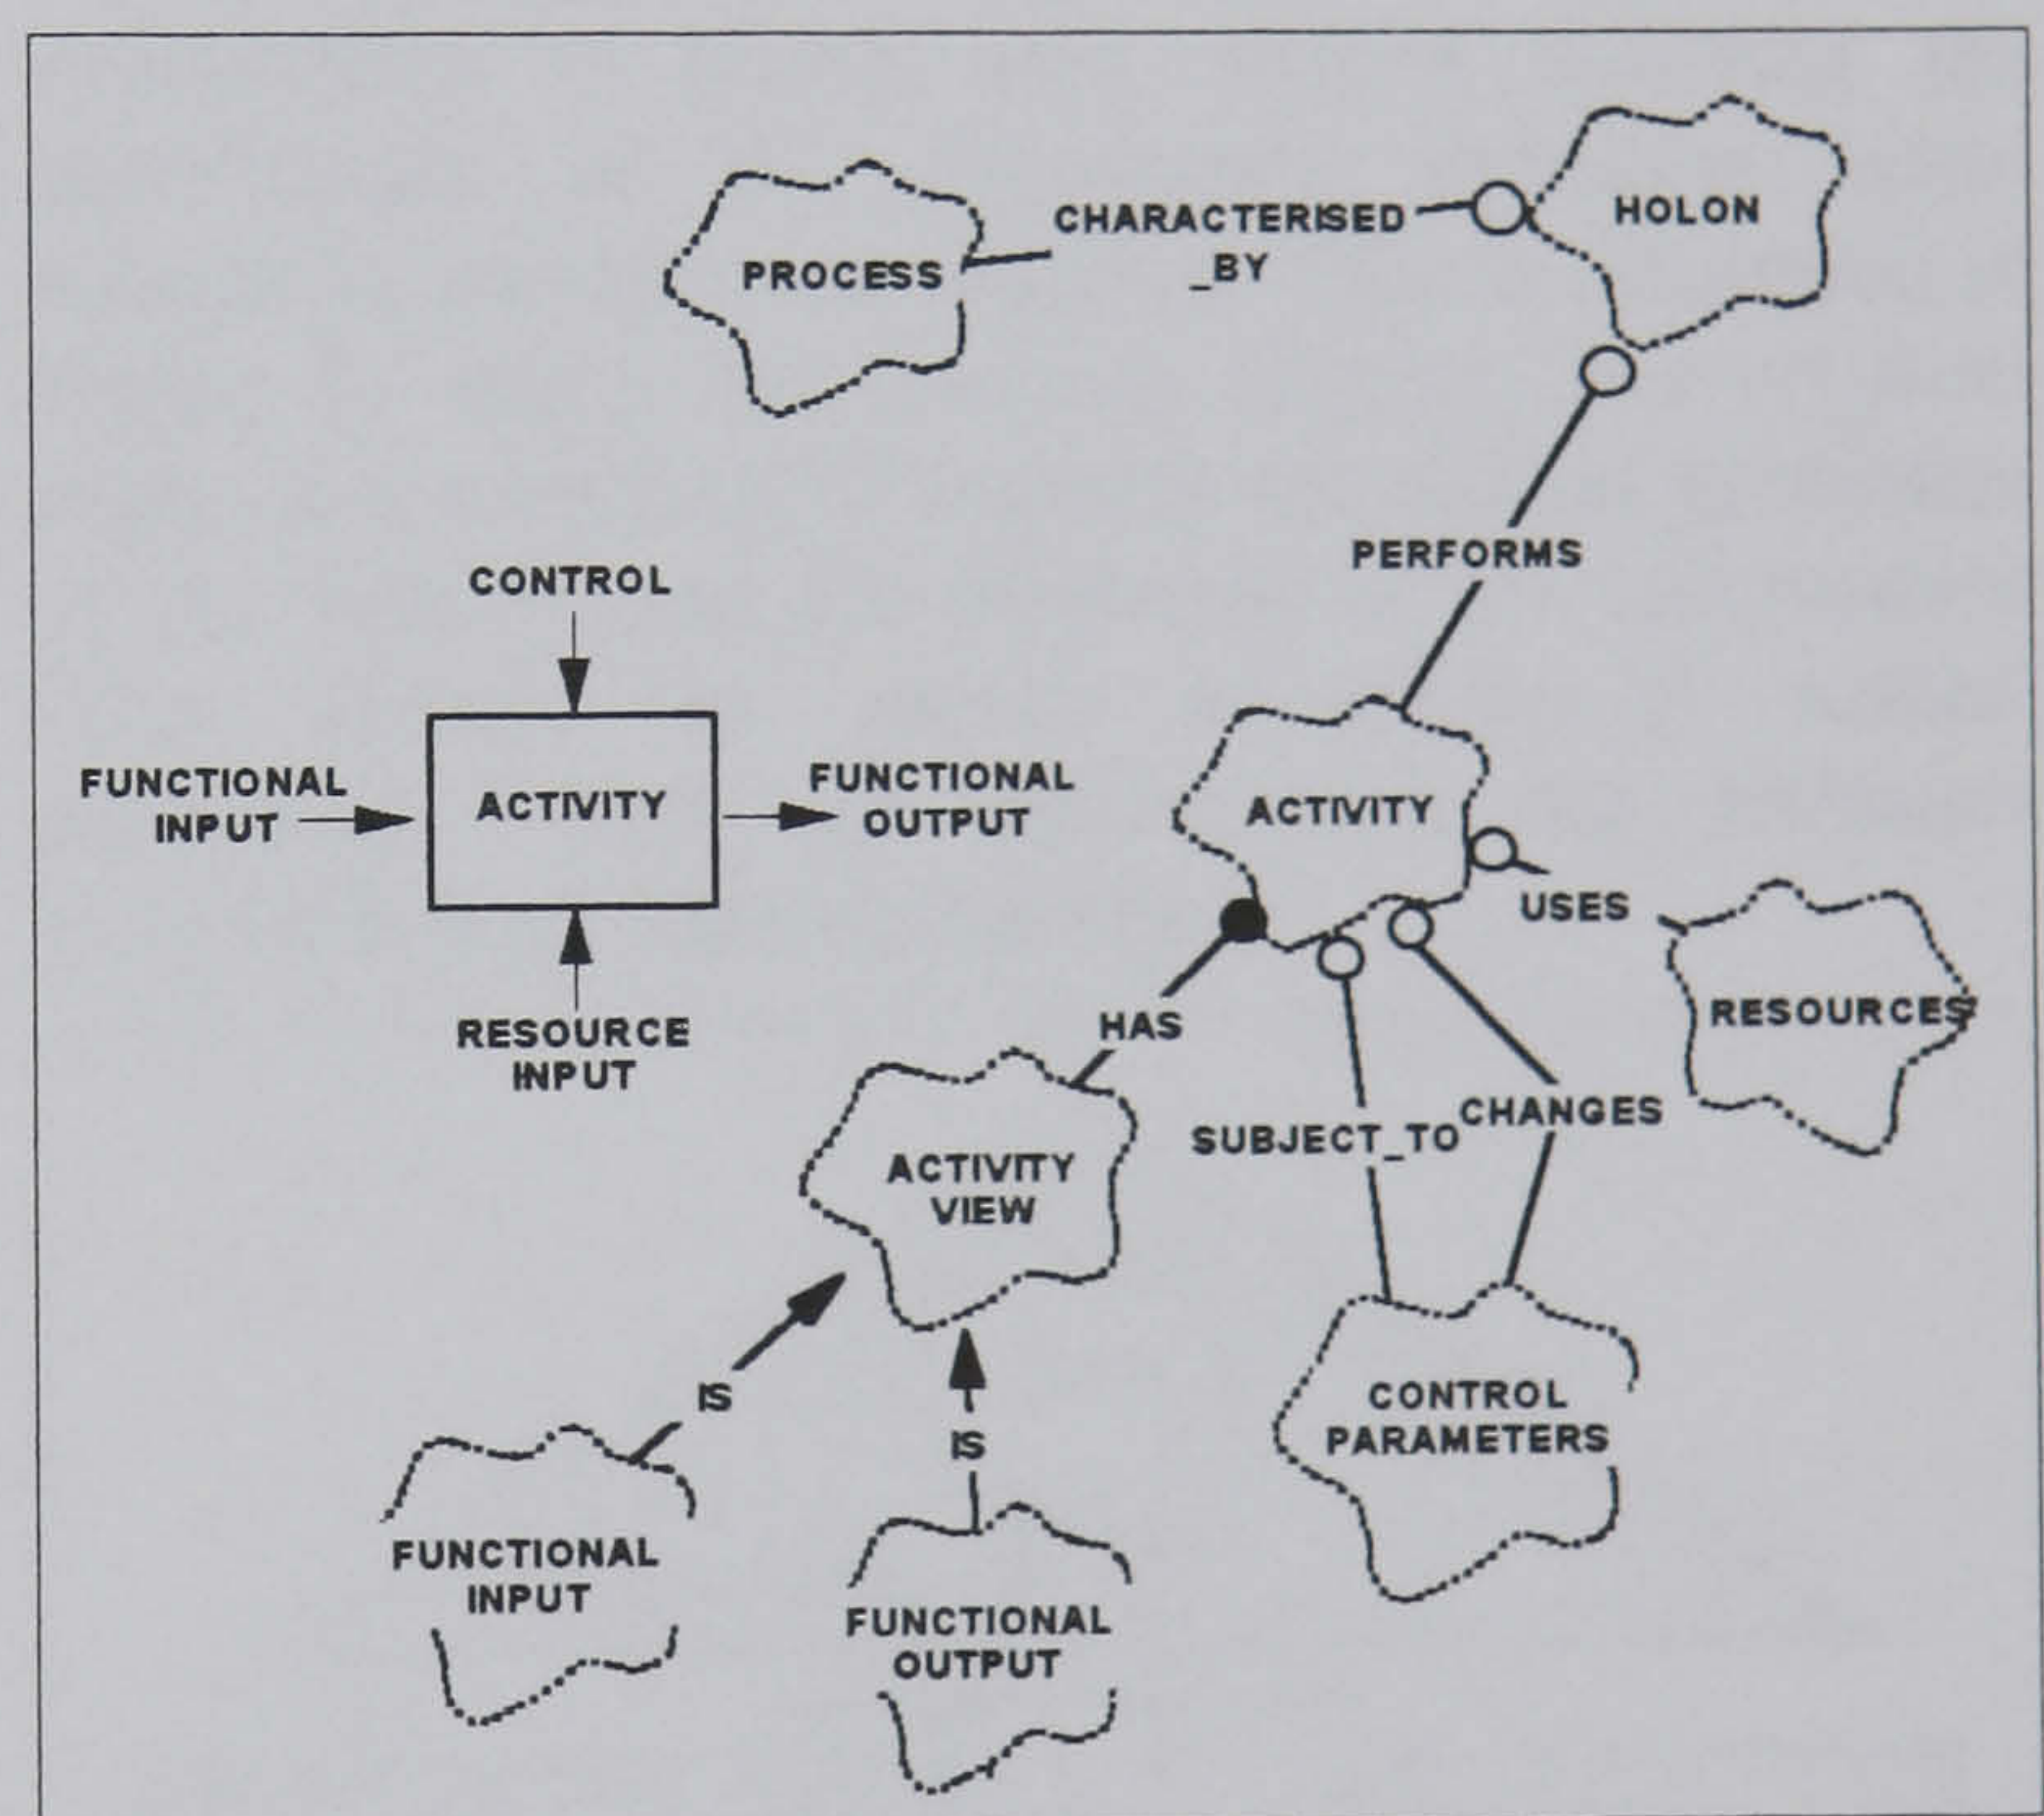 HOLON
CHARACTERISED
_BY
PROCESS
PERFORMS
CONTROL
FUNCTIONAL
INPUT
ACTIVITY
FUNCTIONAL
OUTPUT
RESOURCE
INPUT
ACTIVITY
USES
RESOURCES
HAS
SUBJECT_TO
CHANGES
ACTIVITY
VIEW
IS
IS
CONTROL
PARAMETERS
FUNCTIONAL
INPUT
FUNCTIONAL
OUTPUT